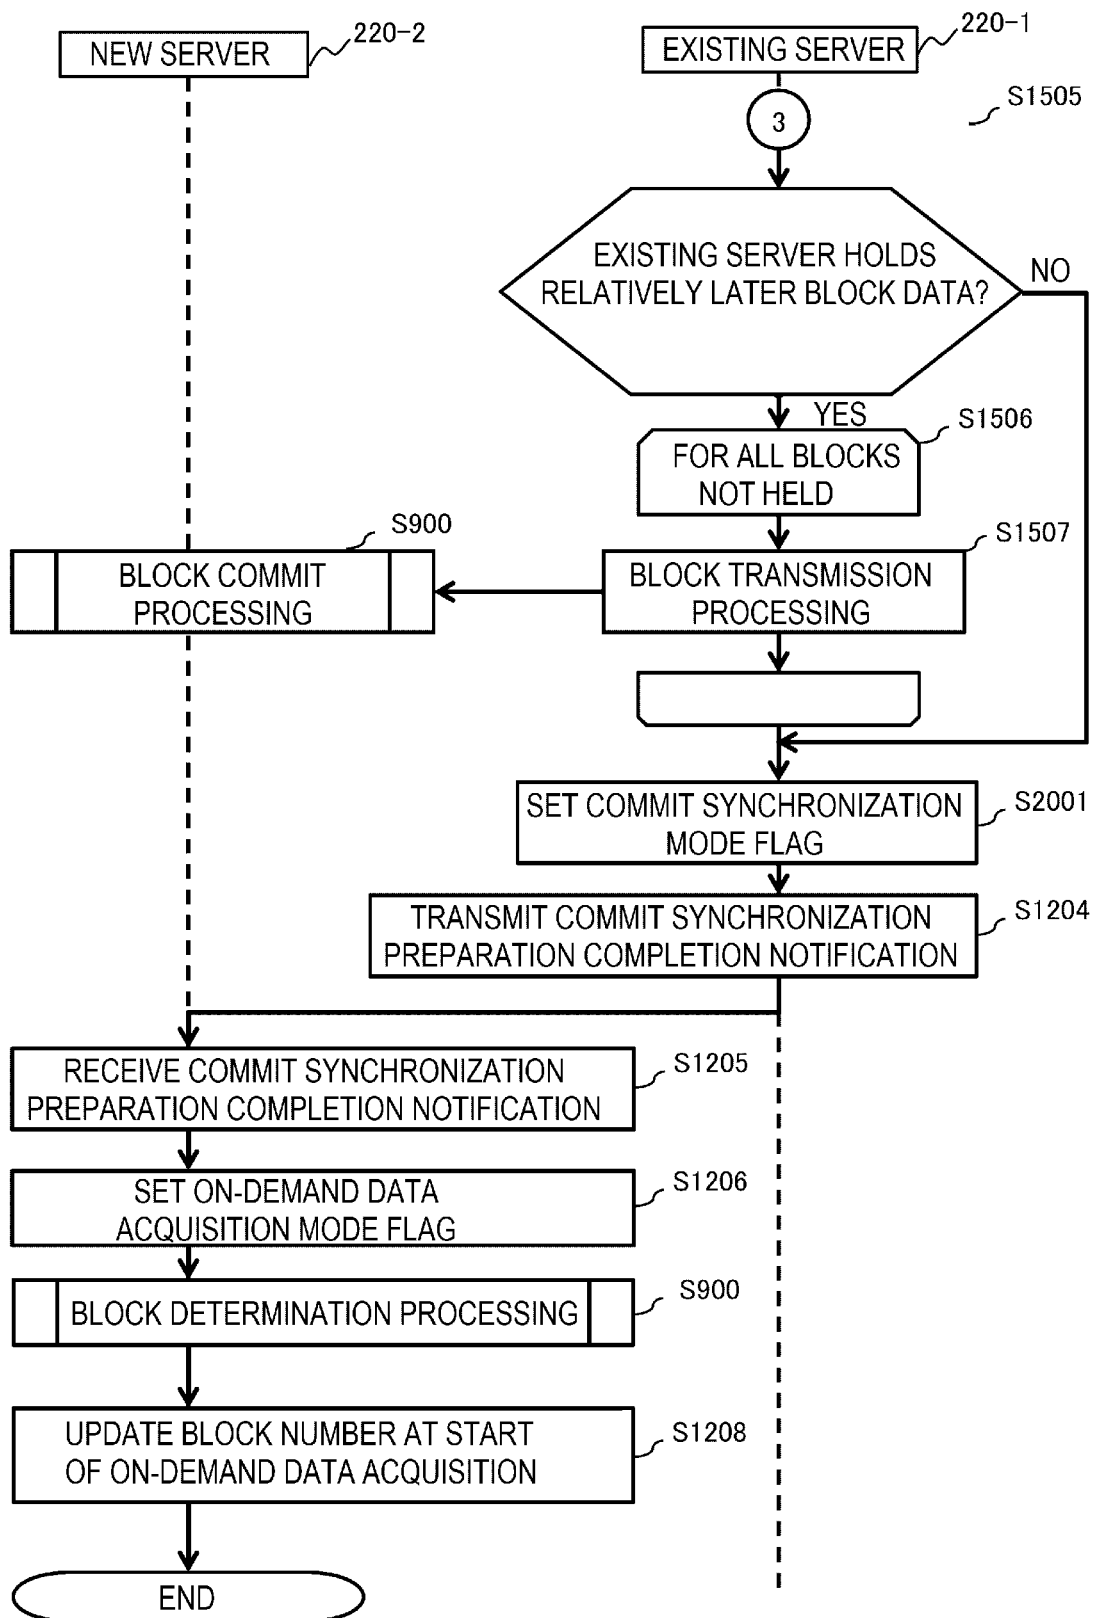 NEW SERVER
220-2
EXISTING SERVER
220-1
3
S1505
EXISTING SERVER HOLDS
RELATIVELY LATER BLOCK DATA?
NO
YES
S1506
FOR ALL BLOCKS
NOT HELD
S900
BLOCK COMMIT
PROCESSING
S1507
BLOCK TRANSMISSION
PROCESSING
SET COMMIT SYNCHRONIZATION
MODE FLAG
S2001
TRANSMIT COMMIT SYNCHRONIZATION
PREPARATION COMPLETION NOTIFICATION
S1204
RECEIVE COMMIT SYNCHRONIZATION
PREPARATION COMPLETION NOTIFICATION
S1205
SET ON-DEMAND DATA
ACQUISITION MODE FLAG
S1206
BLOCK DETERMINATION PROCESSING
S900
UPDATE BLOCK NUMBER AT START
OF ON-DEMAND DATA ACQUISITION
S1208
END